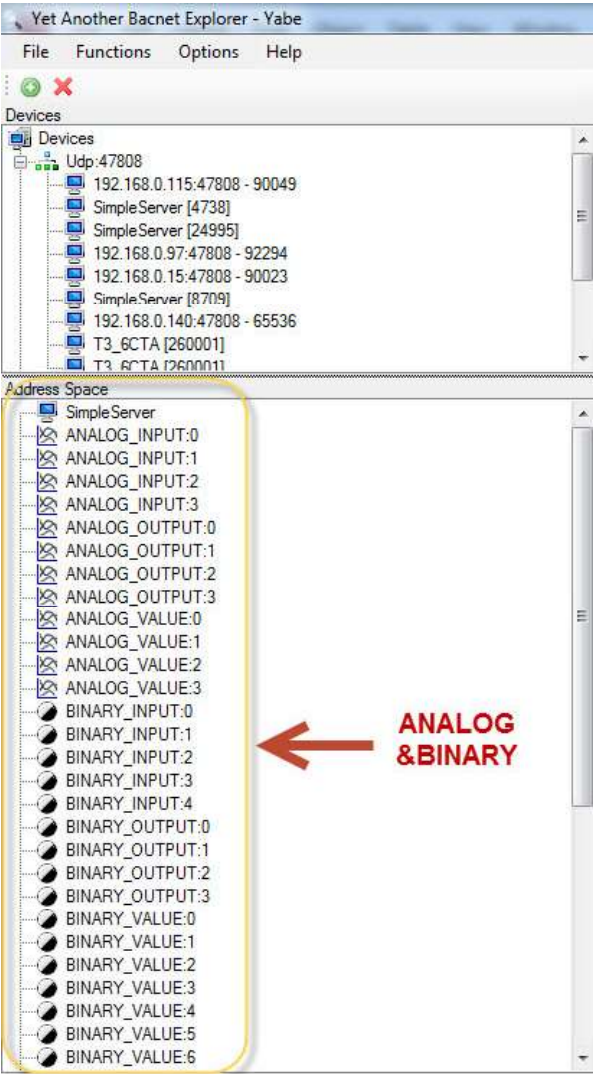 Yet Another Bacnet Explorer - Yabe
File Functions Options Help
Devices
Devices
Udp:47808
192.168.0.115:47808 - 90049
SimpleServer [4738]
SimpleServer [24995]
192.168.0.97:47808 - 92294
192.168.0.15:47808 - 90023
SimpleServer [8709]
192.168.0.140:47808 - 65536
T3_6CTA [260001]
T3_6CTA [260001]
Address Space
SimpleServer
ANALOG_INPUT:0
ANALOG_INPUT:1
ANALOG_INPUT:2
ANALOG_INPUT:3
ANALOG_OUTPUT:0
ANALOG_OUTPUT:1
ANALOG_OUTPUT:2
ANALOG_OUTPUT:3
ANALOG_VALUE:0
ANALOG_VALUE:1
ANALOG_VALUE:2
ANALOG_VALUE:3
BINARY_INPUT:0
BINARY_INPUT:1
BINARY_INPUT:2
BINARY_INPUT:3
BINARY_INPUT:4
BINARY_OUTPUT:0
BINARY_OUTPUT:1
BINARY_OUTPUT:2
BINARY_OUTPUT:3
BINARY_VALUE:0
BINARY_VALUE:1
BINARY_VALUE:2
BINARY_VALUE:3
BINARY_VALUE:4
BINARY_VALUE:5
BINARY_VALUE:6
ANALOG
&BINARY